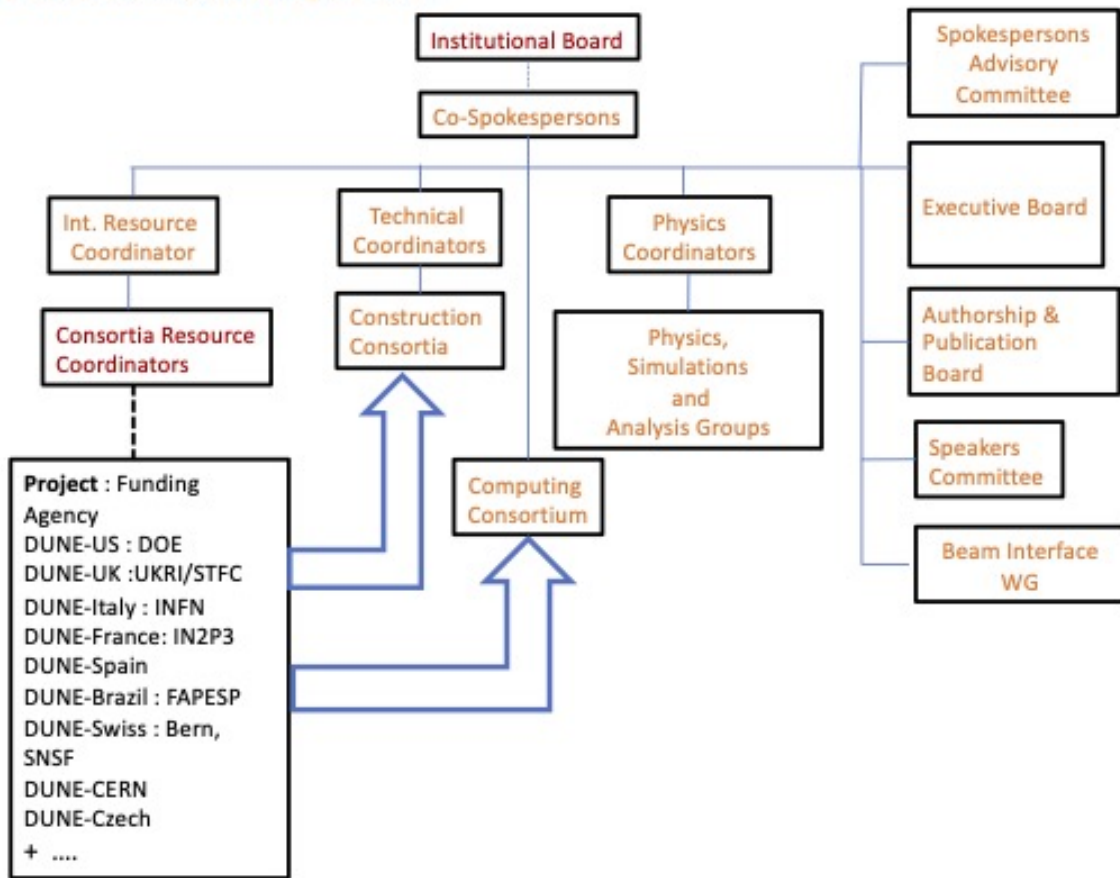 Institutional Board
Co-Spokespersons
Spokespersons
Advisory
Committee
Int. Resource
Coordinator
Technical
Coordinators
Physics
Coordinators
Executive Board
Consortia Resource
Coordinators
Construction
Consortia
Physics,
Simulations
and
Analysis Groups
Authorship &
Publication
Board
Speakers
Committee
Computing
Consortium
Beam Interface
WG
Project : Funding
Agency
DUNE-US : DOE
DUNE-UK :UKRI/STFC
DUNE-Italy : INFN
DUNE-France: IN2P3
DUNE-Spain
DUNE-Brazil : FAPESP
DUNE-Swiss : Bern,
SNSF
DUNE-CERN
DUNE-Czech
+ ....